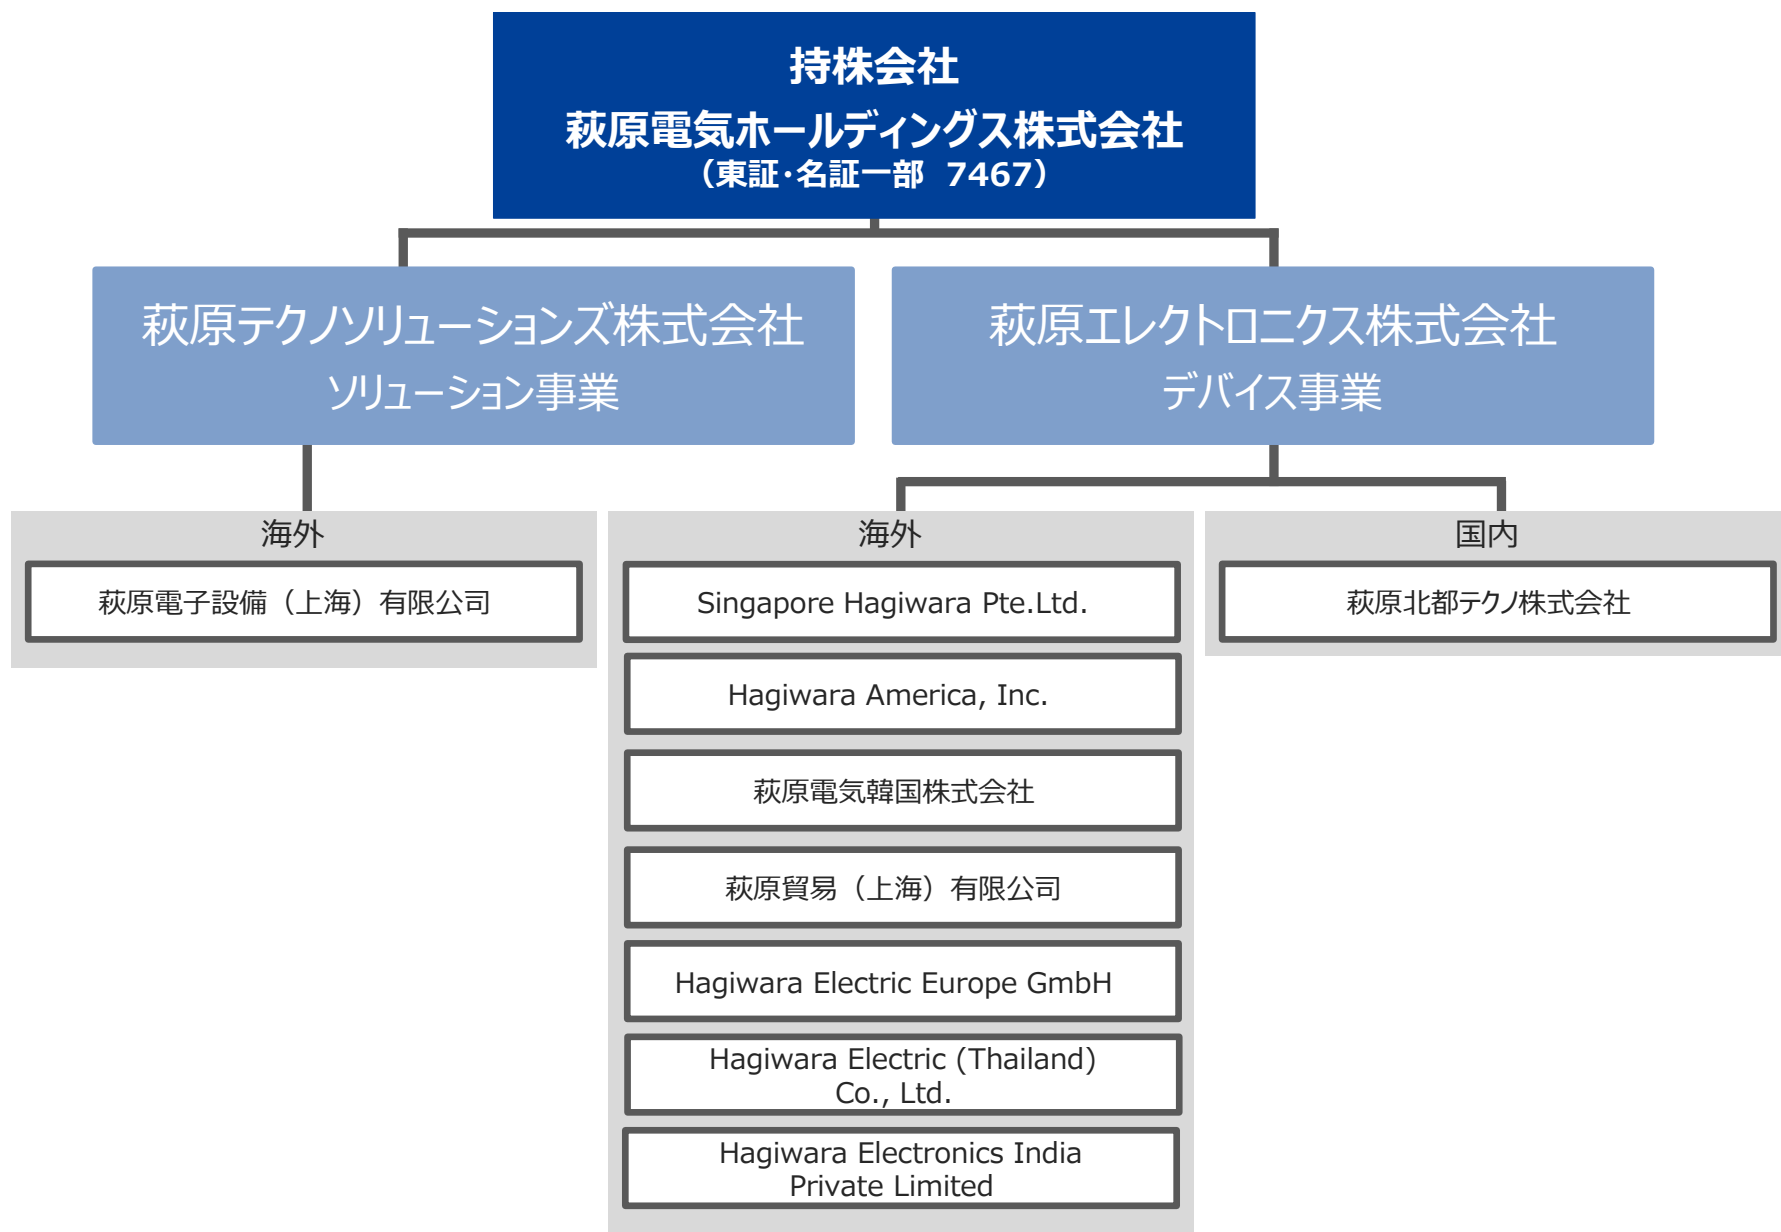 持株会社
萩原電気ホールディングス株式会社
（東証・名証一部 7467）
萩原テクノソリューションズ株式会社
ソリューション事業
萩原エレクトロニクス株式会社
デバイス事業
海外
萩原電子設備（上海）有限公司
海外
Singapore Hagiwara Pte.Ltd.
Hagiwara America, Inc.
萩原電気韓国株式会社
萩原貿易（上海）有限公司
Hagiwara Electric Europe GmbH
Hagiwara Electric (Thailand)
Co., Ltd.
Hagiwara Electronics India
Private Limited
国内
萩原北都テクノ株式会社